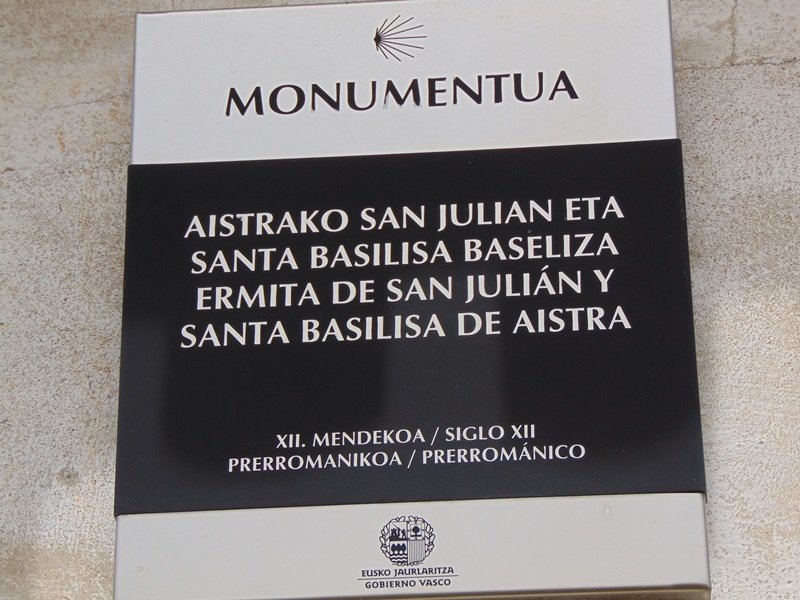 MONUMENTUA
AISTRAKO SAN JULIAN ETA
SANTA BASILISA BASELIZA
ERMITA DE SAN JULIÁN Y
SANTA BASILISA DE AISTRA
XII. MENDEKOA / SIGLO XII
PRERROMANIKOA / PRERROMÁNICO
EUSKO JAURLARITZA
GOBIERNO VASCO